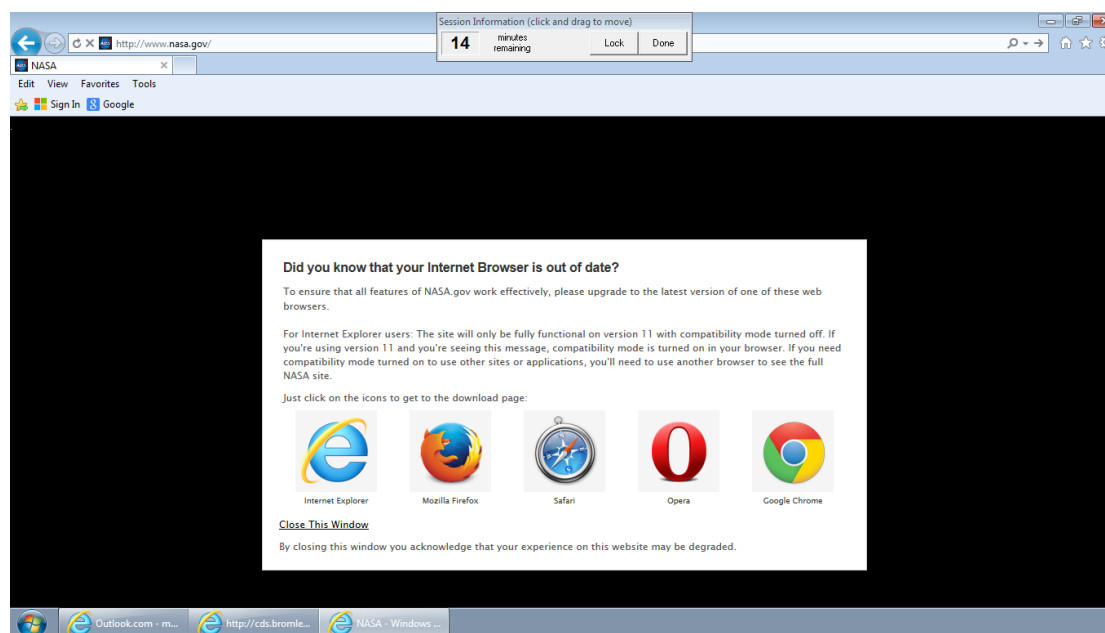 Session Information (click and drag to move)
14 minutes remaining Lock Done
http://www.nasa.gov/
NASA
Edit View Favorites Tools
Sign In Google
Did you know that your Internet Browser is out of date?
To ensure that all features of NASA.gov work effectively, please upgrade to the latest version of one of these web
browsers.
For Internet Explorer users: The site will only be fully functional on version 11 with compatibility mode turned off. If
you're using version 11 and you're seeing this message, compatibility mode is turned on in your browser. If you need
compatibility mode turned on to use other sites or applications, you'll need to use another browser to see the full
NASA site.
Just click on the icons to get to the download page:
Internet Explorer Mozilla Firefox Safari Opera Google Chrome
Close This Window
By closing this window you acknowledge that your experience on this website may be degraded.
Outlook.com - m... http://cds.bromle... NASA - Windows ...